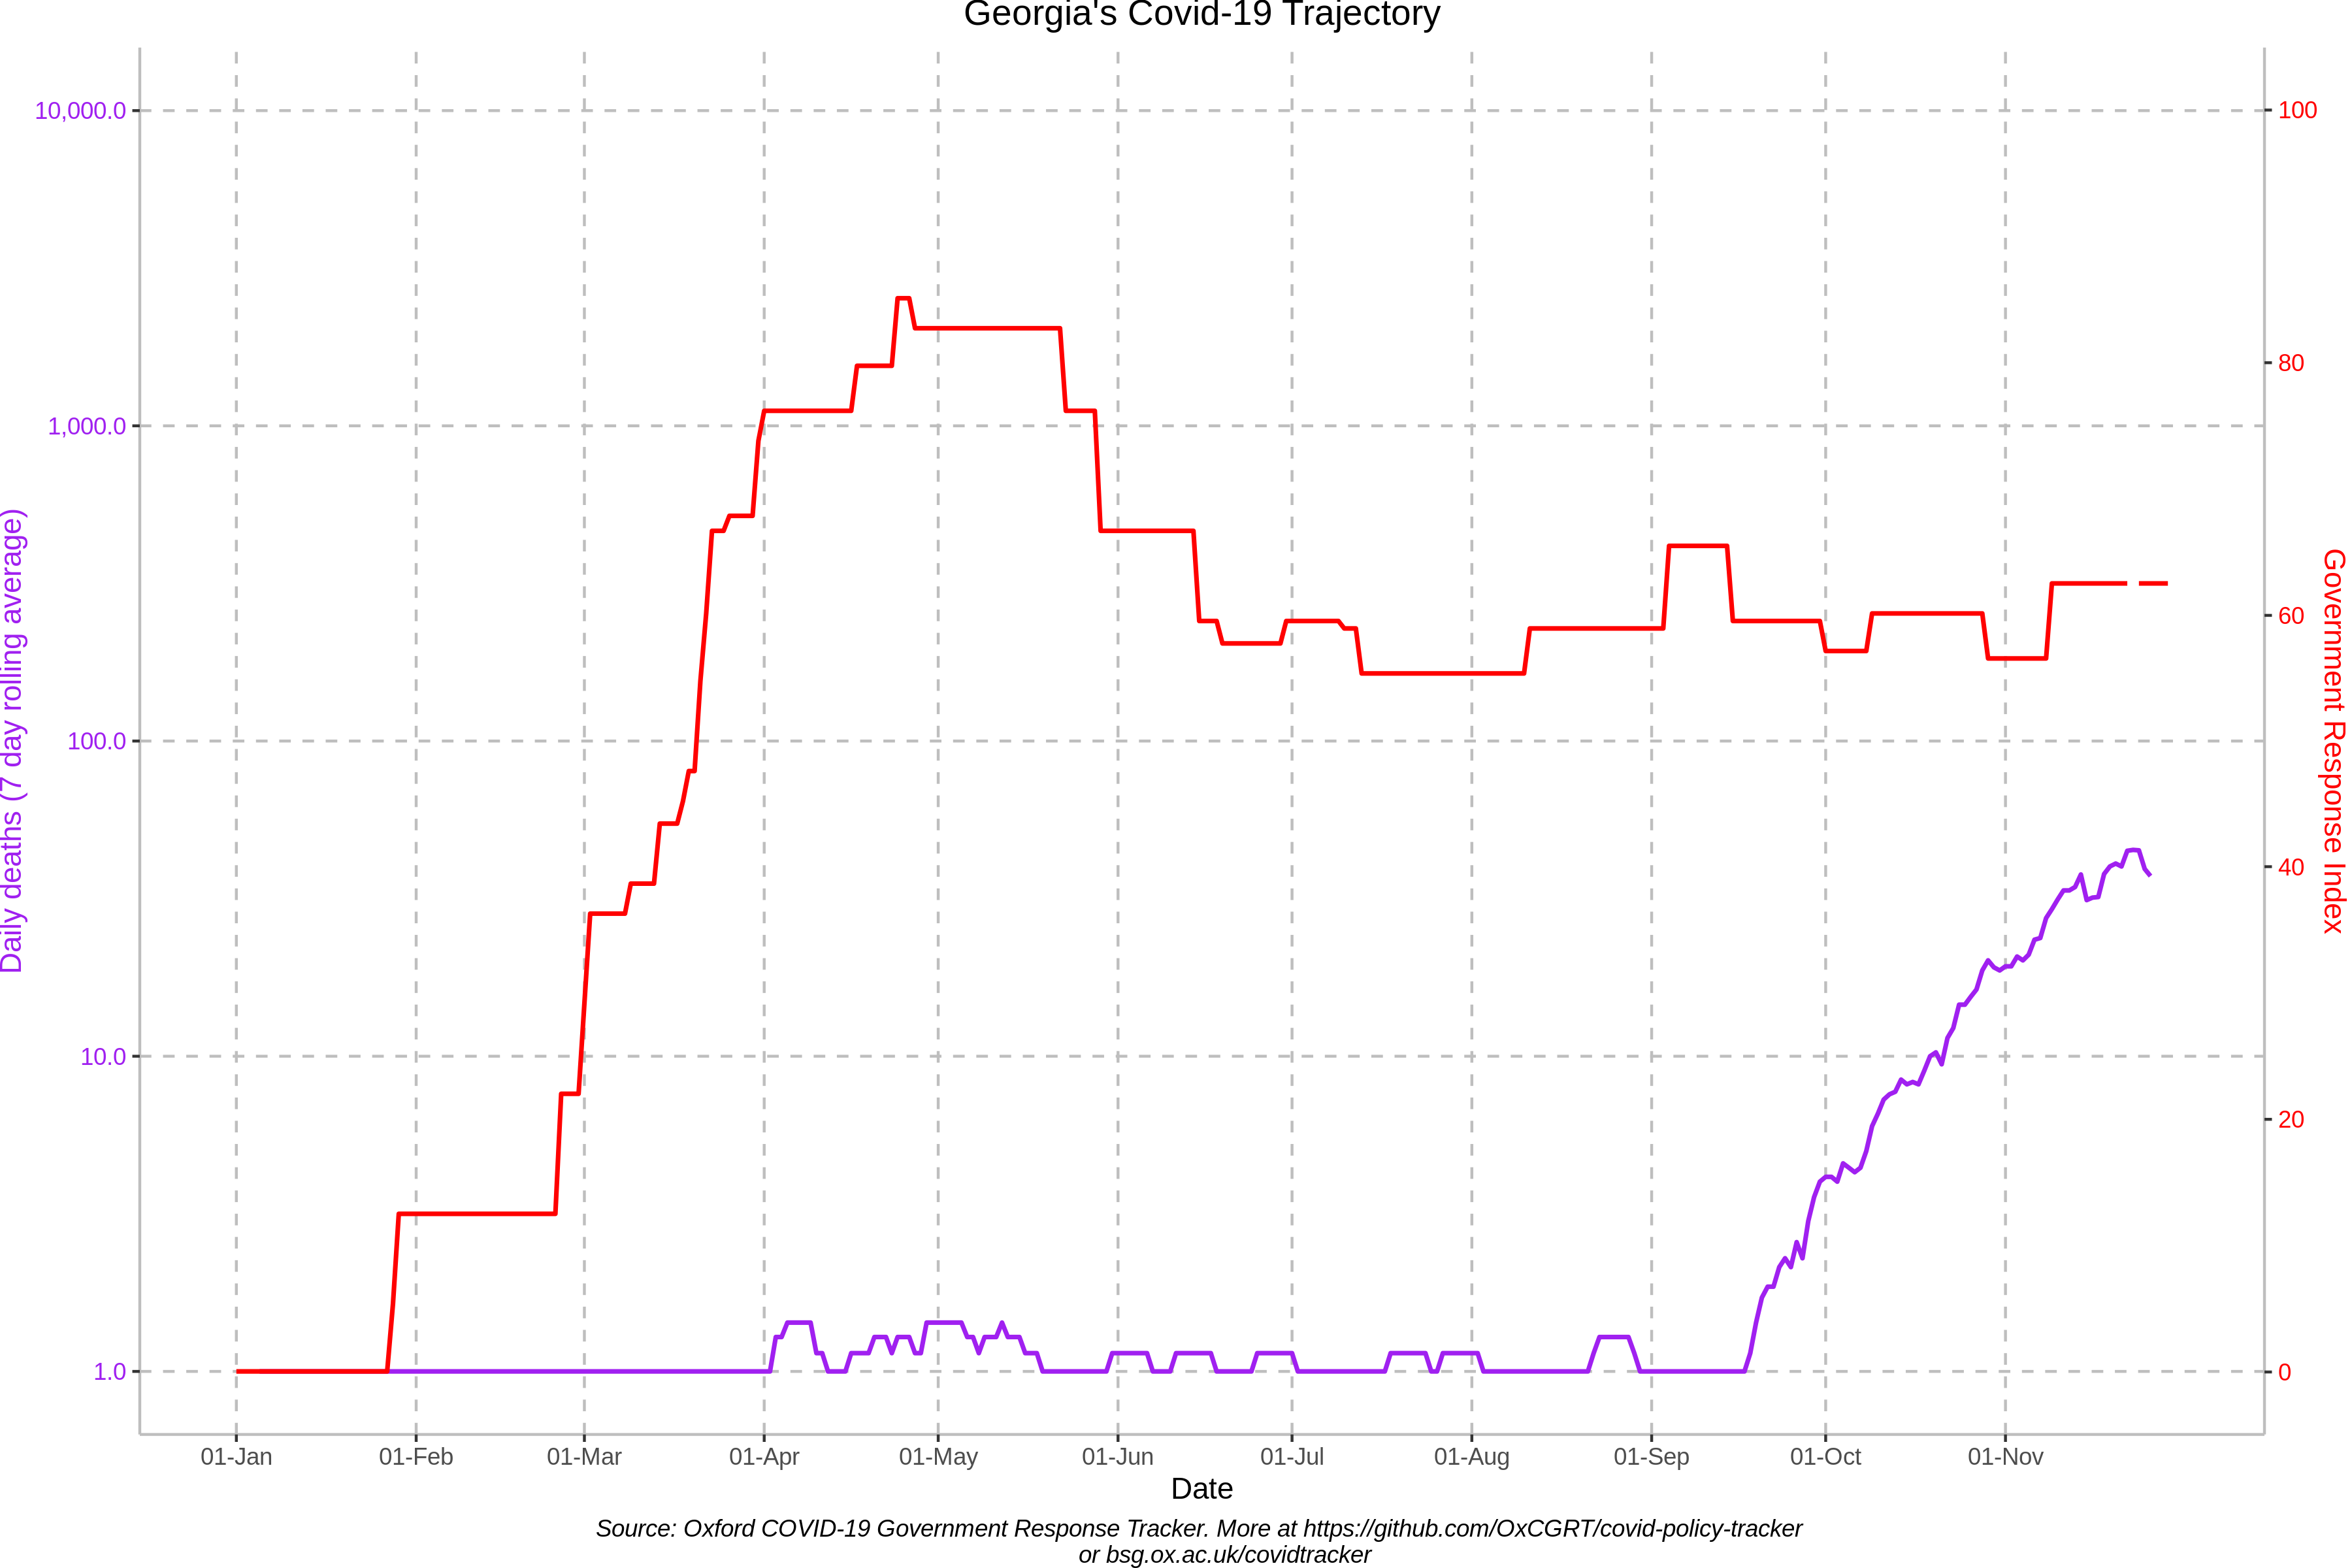 Georgia's Covid-19 Trajectory
10,000.0
1,000.0
100.0
10.0
1.0
Daily deaths (7 day rolling average)
100
80
60
40
20
0
Government Response Index
01-Jan 01-Feb 01-Mar 01-Apr 01-May 01-Jun 01-Jul 01-Aug 01-Sep 01-Oct 01-Nov
Date
Source: Oxford COVID-19 Government Response Tracker. More at https://github.com/OxCGRT/covid-policy-tracker
or bsg.ox.ac.uk/covidtracker